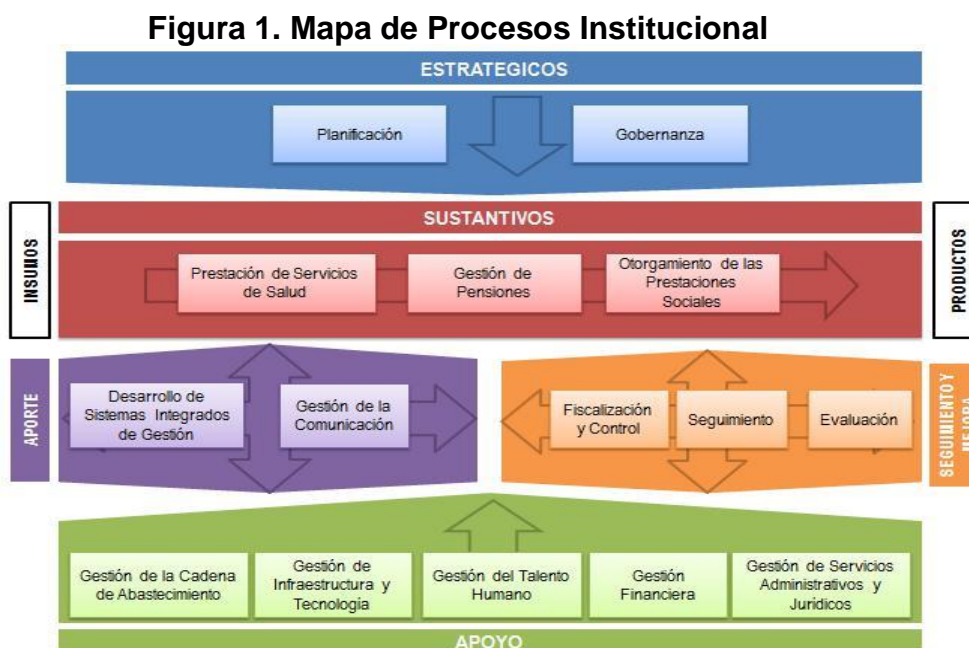 Figura 1. Mapa de Procesos Institucional
ESTRATEGICOS
Planificación
Gobernanza
INSUMOS
SUSTANTIVOS
Prestación de Servicios
de Salud
Gestión de
Pensiones
Otorgamiento de las
Prestaciones
Sociales
PRODUCTOS
APORTE
Desarrollo de
Sistemas Integrados
de Gestión
Gestión de la
Comunicación
Fiscalización
y Control
Seguimiento
Evaluación
SEGUIMIENTO Y
MEJORA
Gestión de la Cadena
de Abastecimiento
Gestión de
Infraestructura y
Tecnología
Gestión del Talento
Humano
Gestión
Financiera
Gestión de Servicios
Administrativos y
Jurídicos
APOYO